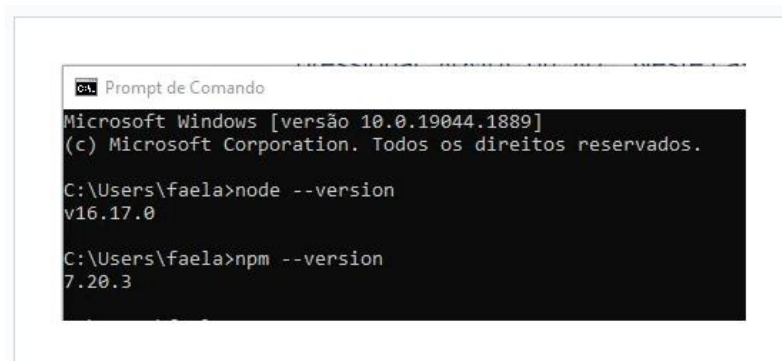 Prompt de Comando
Microsoft Windows [versão 10.0.19044.1889]
(c) Microsoft Corporation. Todos os direitos reservados.
C:\Users\faela>node --version
v16.17.0
C:\Users\faela>npm --version
7.20.3